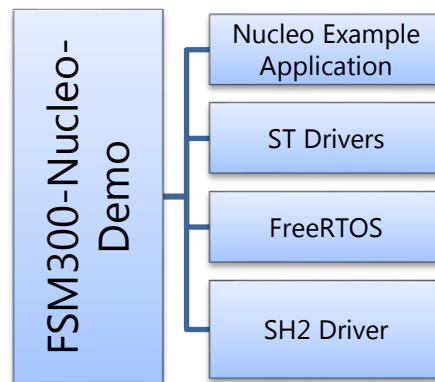 FSM300-Nucleo-
Demo
Nucleo Example
Application
ST Drivers
FreeRTOS
SH2 Driver